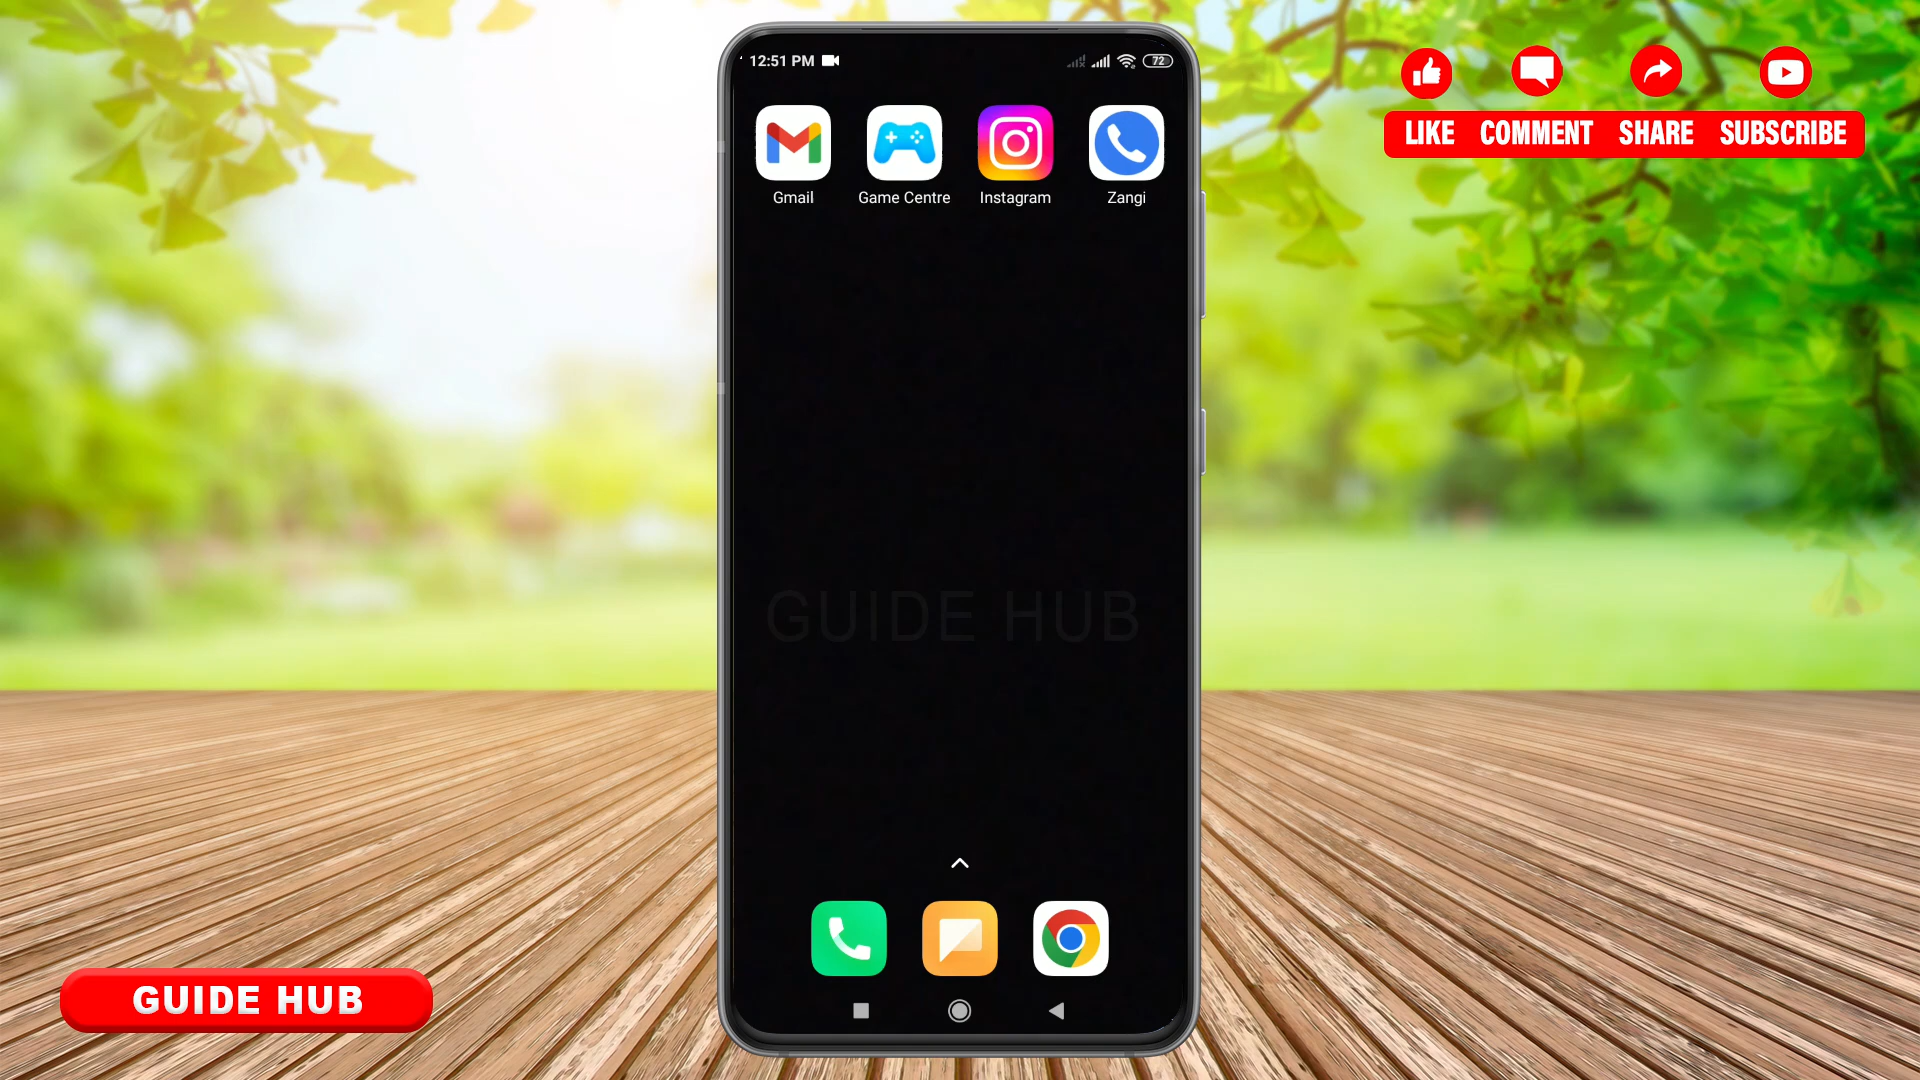 12:51 PM
72
Gmail
Game Centre
Instagram
Zangi
LIKE COMMENT SHARE SUBSCRIBE
GUIDE HUB
GUIDE HUB